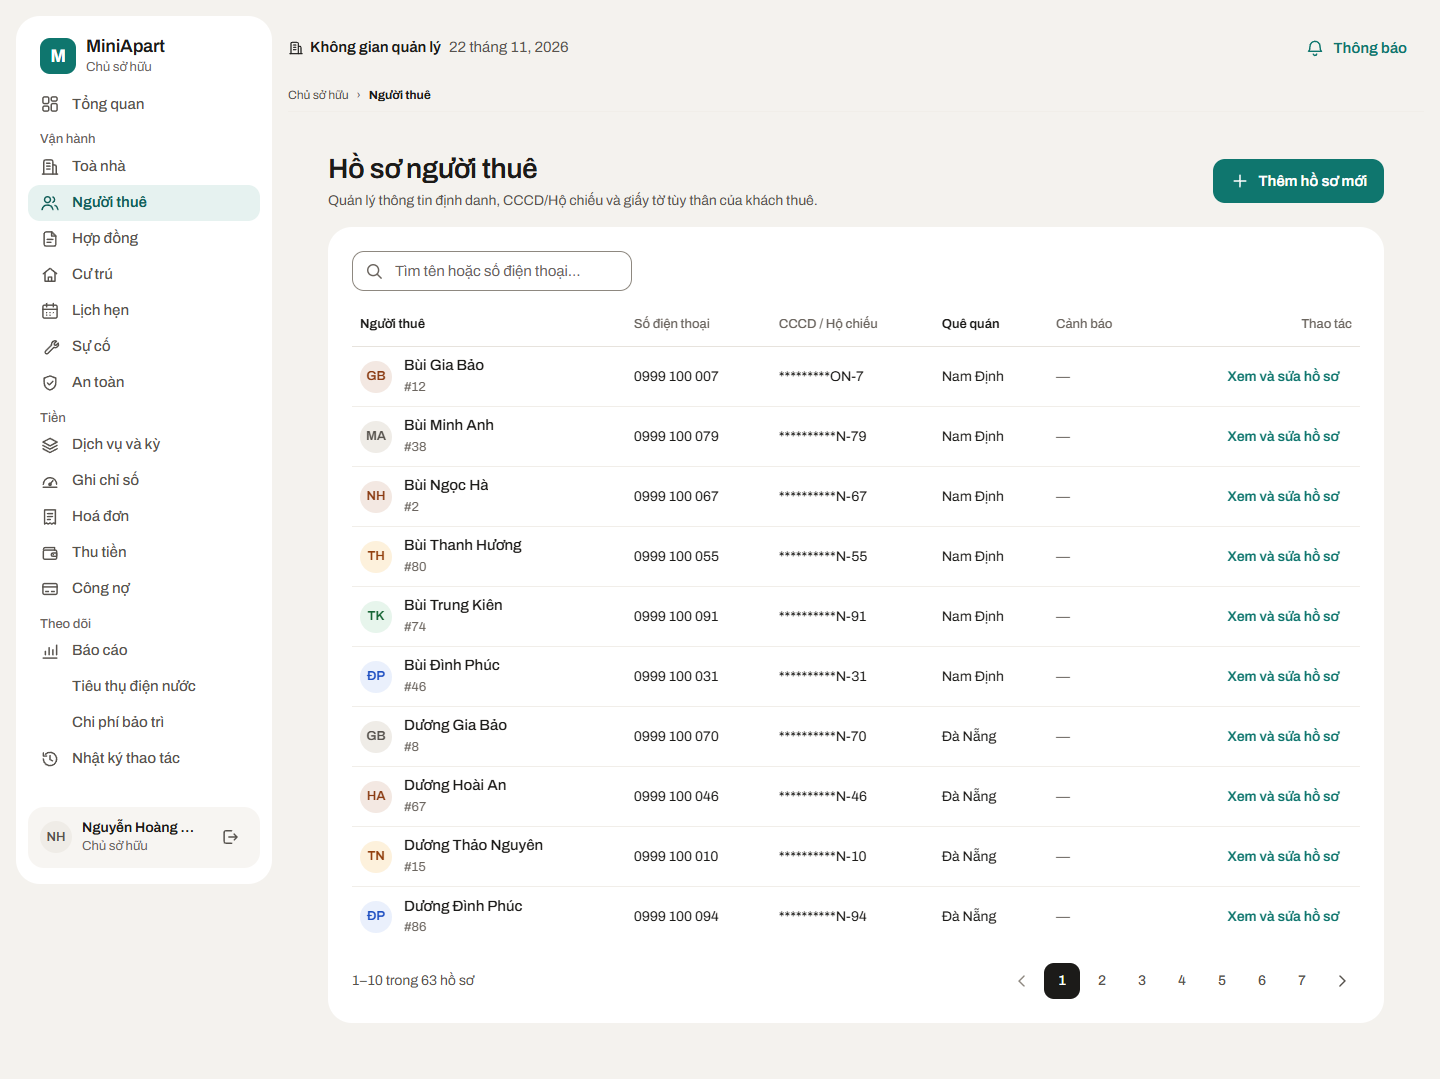 M
MiniApart
Chủ sở hữu
Tổng quan
Vận hành
Toà nhà
Người thuê
Hợp đồng
Cư trú
Lịch hẹn
Sự cố
An toàn
Tiền
Dịch vụ và kỳ
Ghi chỉ số
Hoá đơn
Thu tiền
Công nợ
Theo dõi
Báo cáo
Tiêu thụ điện nước
Chi phí bảo trì
Nhật ký thao tác
NH
Nguyễn Hoàng ...
Chủ sở hữu
Không gian quản lý 22 tháng 11, 2026
Thông báo
Chủ sở hữu › Người thuê
Hồ sơ người thuê
Quản lý thông tin định danh, CCCD/Hộ chiếu và giấy tờ tùy thân của khách thuê.
Thêm hồ sơ mới
Tìm tên hoặc số điện thoại...
Người thuê Số điện thoại CCCD / Hộ chiếu Quê quán Cảnh báo Thao tác
GB Bùi Gia Bảo #12 0999 100 007 *********ON-7 Nam Định — Xem và sửa hồ sơ
MA Bùi Minh Anh #38 0999 100 079 **********N-79 Nam Định — Xem và sửa hồ sơ
NH Bùi Ngọc Hà #2 0999 100 067 **********N-67 Nam Định — Xem và sửa hồ sơ
TH Bùi Thanh Hương #80 0999 100 055 **********N-55 Nam Định — Xem và sửa hồ sơ
TK Bùi Trung Kiên #74 0999 100 091 **********N-91 Nam Định — Xem và sửa hồ sơ
ĐP Bùi Đình Phúc #46 0999 100 031 **********N-31 Nam Định — Xem và sửa hồ sơ
GB Dương Gia Bảo #8 0999 100 070 **********N-70 Đà Nẵng — Xem và sửa hồ sơ
HA Dương Hoài An #67 0999 100 046 **********N-46 Đà Nẵng — Xem và sửa hồ sơ
TN Dương Thảo Nguyên #15 0999 100 010 **********N-10 Đà Nẵng — Xem và sửa hồ sơ
ĐP Dương Đình Phúc #86 0999 100 094 **********N-94 Đà Nẵng — Xem và sửa hồ sơ
1–10 trong 63 hồ sơ
1 2 3 4 5 6 7